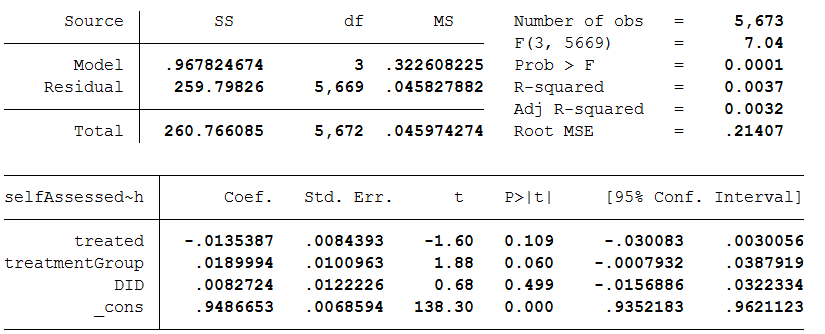 Source SS df MS Number of obs = 5,673
F(3, 5669) = 7.04
Model .967824674 3 .322608225 Prob > F = 0.0001
Residual 259.79826 5,669 .045827882 R-squared = 0.0037
Adj R-squared = 0.0032
Total 260.766085 5,672 .045974274 Root MSE = .21407
selfAssessed~h Coef. Std. Err. t P>|t| [95% Conf. Interval]
treated -.0135387 .0084393 -1.60 0.109 -.030083 .0030056
treatmentGroup .0189994 .0100963 1.88 0.060 -.0007932 .0387919
DID .0082724 .0122226 0.68 0.499 -.0156886 .0322334
_cons .9486653 .0068594 138.30 0.000 .9352183 .9621123